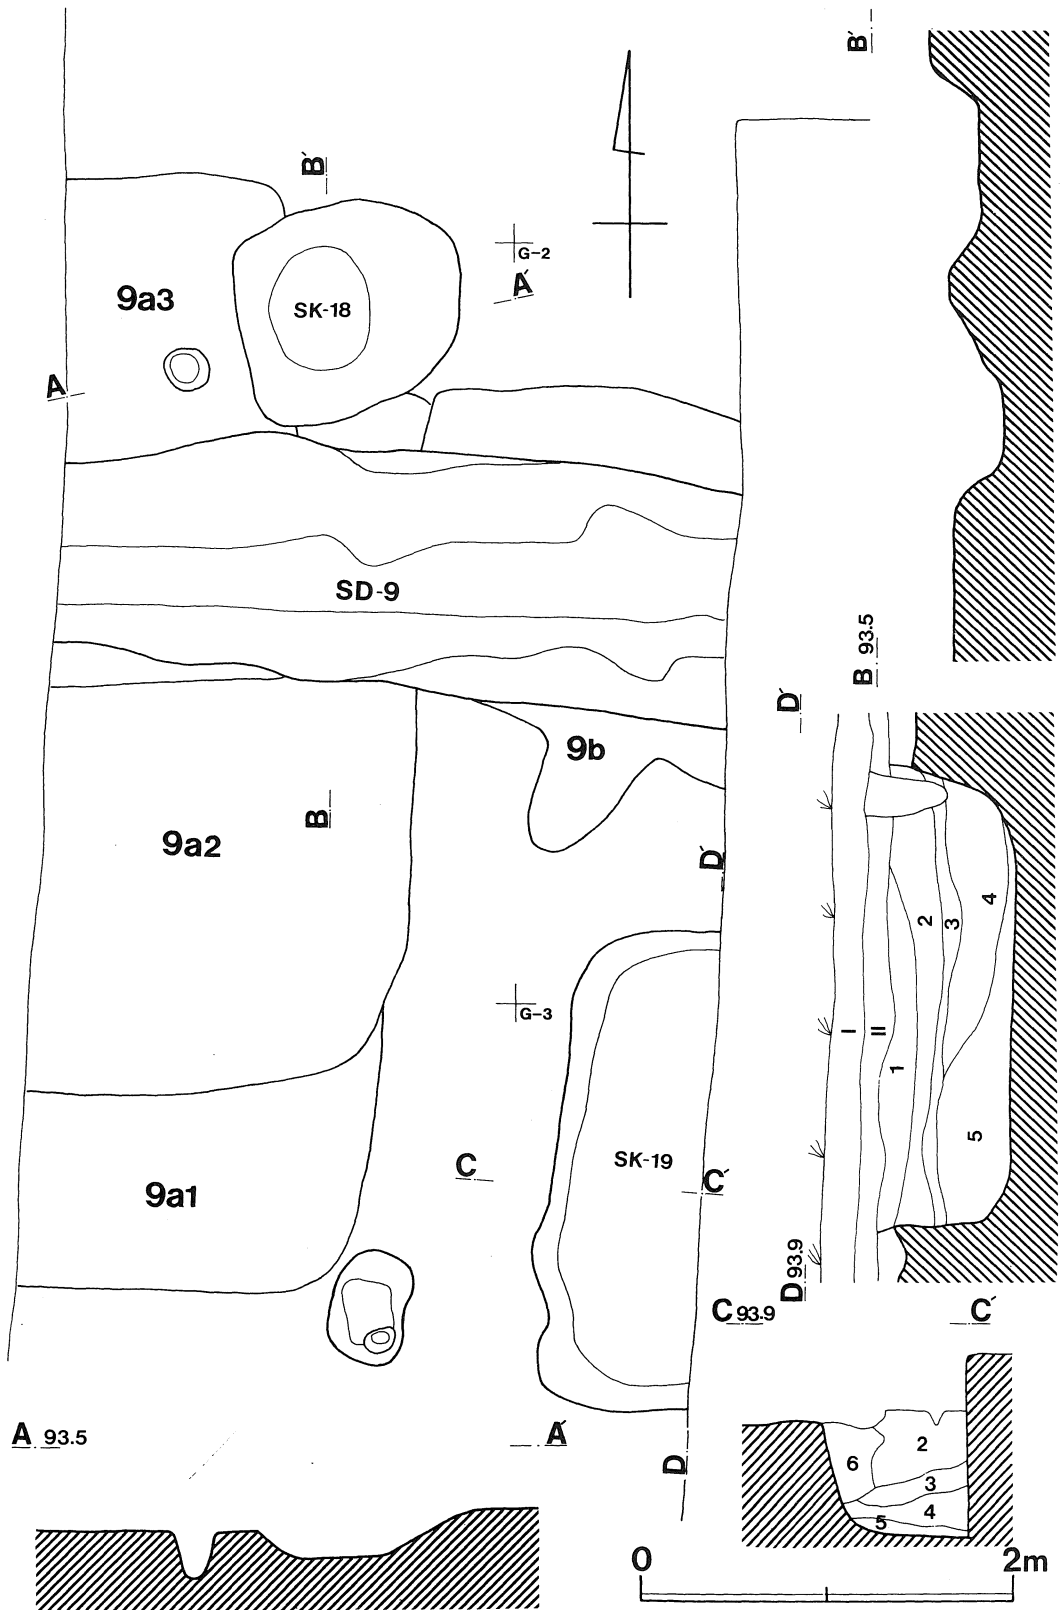 B′
B′
G-2
A′
9a3
SK-18
A
SD-9
B 93.5
D′
9b
B
9a2
D′
4
2
3
G-3
I
II
1
5
C
SK-19
C′
9a1
D 93.9
C 93.9
C′
A 93.5
A′
D
2
6
3
4
5
0
2m